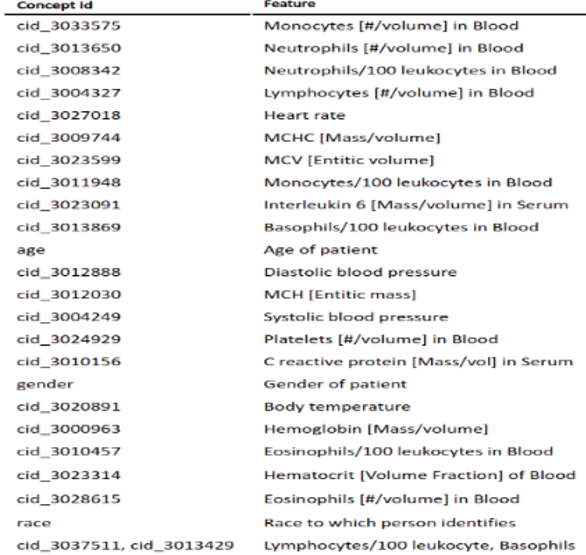 Concept Id Feature
cid_3033575 Monocytes [#/volume] in Blood
cid_3013650 Neutrophils [#/volume] in Blood
cid_3008342 Neutrophils/100 leukocytes in Blood
cid_3004327 Lymphocytes [#/volume] in Blood
cid_3027018 Heart rate
cid_3009744 MCHC [Mass/volume]
cid_3023599 MCV [Entitic volume]
cid_3011948 Monocytes/100 leukocytes in Blood
cid_3023091 Interleukin 6 [Mass/volume] in Serum
cid_3013869 Basophils/100 leukocytes in Blood
age Age of patient
cid_3012888 Diastolic blood pressure
cid_3012030 MCH [Entitic mass]
cid_3004249 Systolic blood pressure
cid_3024929 Platelets [#/volume] in Blood
cid_3010156 C reactive protein [Mass/vol] in Serum
gender Gender of patient
cid_3020891 Body temperature
cid_3000963 Hemoglobin [Mass/volume]
cid_3010457 Eosinophils/100 leukocytes in Blood
cid_3023314 Hematocrit [Volume Fraction] of Blood
cid_3028615 Eosinophils [#/volume] in Blood
race Race to which person identifies
cid_3037511, cid_3013429 Lymphocytes/100 leukocyte, Basophils